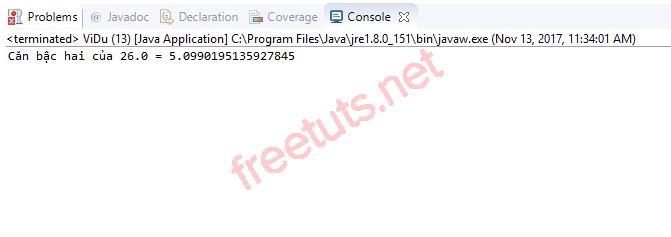 Problems @ Javadoc Declaration Coverage Console
<terminated> ViDu (13) [Java Application] C:\Program Files\Java\jre1.8.0_151\bin\javaw.exe (Nov 13, 2017, 11:34:01 AM)
Căn bậc hai của 26.0 = 5.0990195135927845
freetuts.net